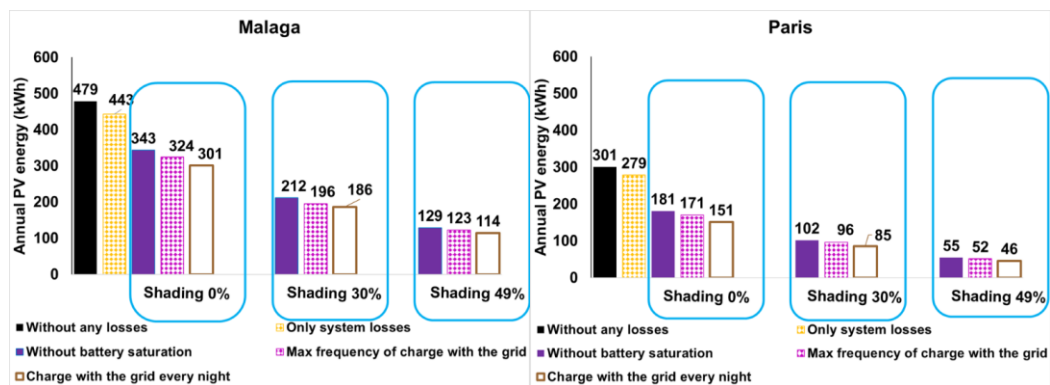 Malaga
Annual PV energy (kWh)
600
500
400
300
200
100
0
479
443
343
324
301
212
196
186
129
123
114
Shading 0%
Shading 30%
Shading 49%
Without any losses
Only system losses
Without battery saturation
Max frequency of charge with the grid
Charge with the grid every night
Paris
Annual PV energy (kWh)
600
500
400
300
200
100
0
301
279
181
171
151
102
96
85
55
52
46
Shading 0%
Shading 30%
Shading 49%
Without any losses
Only system losses
Without battery saturation
Max frequency of charge with the grid
Charge with the grid every night